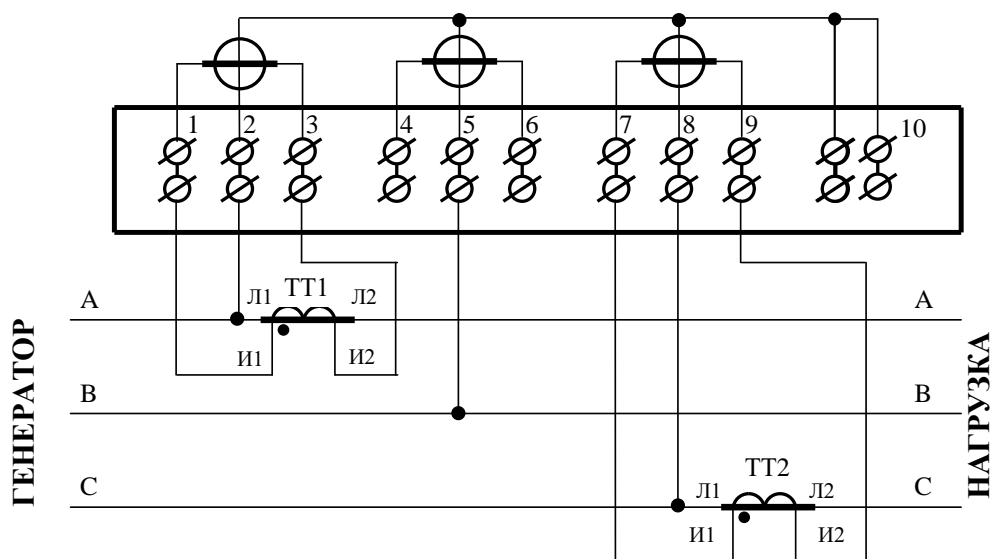 1 2 3 4 5 6 7 8 9 10
А Л1 ТТ1 Л2 А
И1 И2
В В
ТТ2
С Л1 Л2 С
И1 И2
ГЕНЕРАТОР
НАГРУЗКА